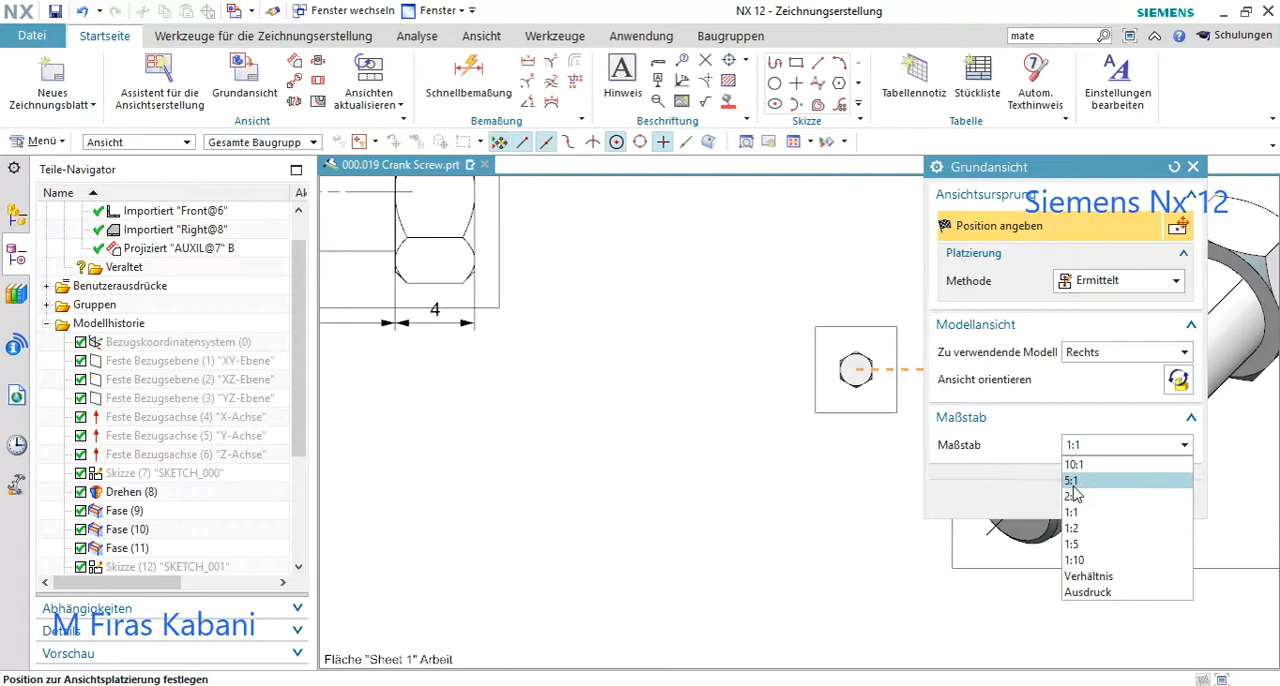 NX
Fenster wechseln
Fenster
NX 12 - Zeichnungserstellung
SIEMENS
Datei
Startseite
Werkzeuge für die Zeichnungserstellung
Analyse
Ansicht
Werkzeuge
Anwendung
Baugruppen
mate
Schulungen
Neues Zeichnungsblatt
Assistent für die Ansichtserstellung
Grundansicht
Ansichten aktualisieren
Schnellbemaßung
Hinweis
Tabellennotiz
Stückliste
Autom. Texthinweis
Einstellungen bearbeiten
Ansicht
Bemaßung
Beschriftung
Skizze
Tabelle
Menü
Ansicht
Gesamte Baugruppe
Teile-Navigator
000.019 Crank Screw.prt
Name
Ak
Importiert "Front@6"
Importiert "Right@8"
Projiziert "AUXIL@7" B
Veraltet
Benutzerausdrücke
Gruppen
Modellhistorie
Bezugskoordinatensystem (0)
Feste Bezugsebene (1) "XY-Ebene"
Feste Bezugsebene (2) "XZ-Ebene"
Feste Bezugsebene (3) "YZ-Ebene"
Feste Bezugsachse (4) "X-Achse"
Feste Bezugsachse (5) "Y-Achse"
Feste Bezugsachse (6) "Z-Achse"
Skizze (7) "SKETCH_000"
Drehen (8)
Fase (9)
Fase (10)
Fase (11)
Skizze (12) "SKETCH_001"
Abhängigkeiten
Details
M Firas Kabani
Vorschau
4
Grundansicht
Ansichtsursprung
Siemens Nx 12
Position angeben
Platzierung
Methode
Ermittelt
Modellansicht
Zu verwendende Modell
Rechts
Ansicht orientieren
Maßstab
Maßstab
1:1
10:1
5:1
1:1
1:2
1:5
1:10
Verhältnis
Ausdruck
Fläche "Sheet 1" Arbeit
Position zur Ansichtsplatzierung festlegen